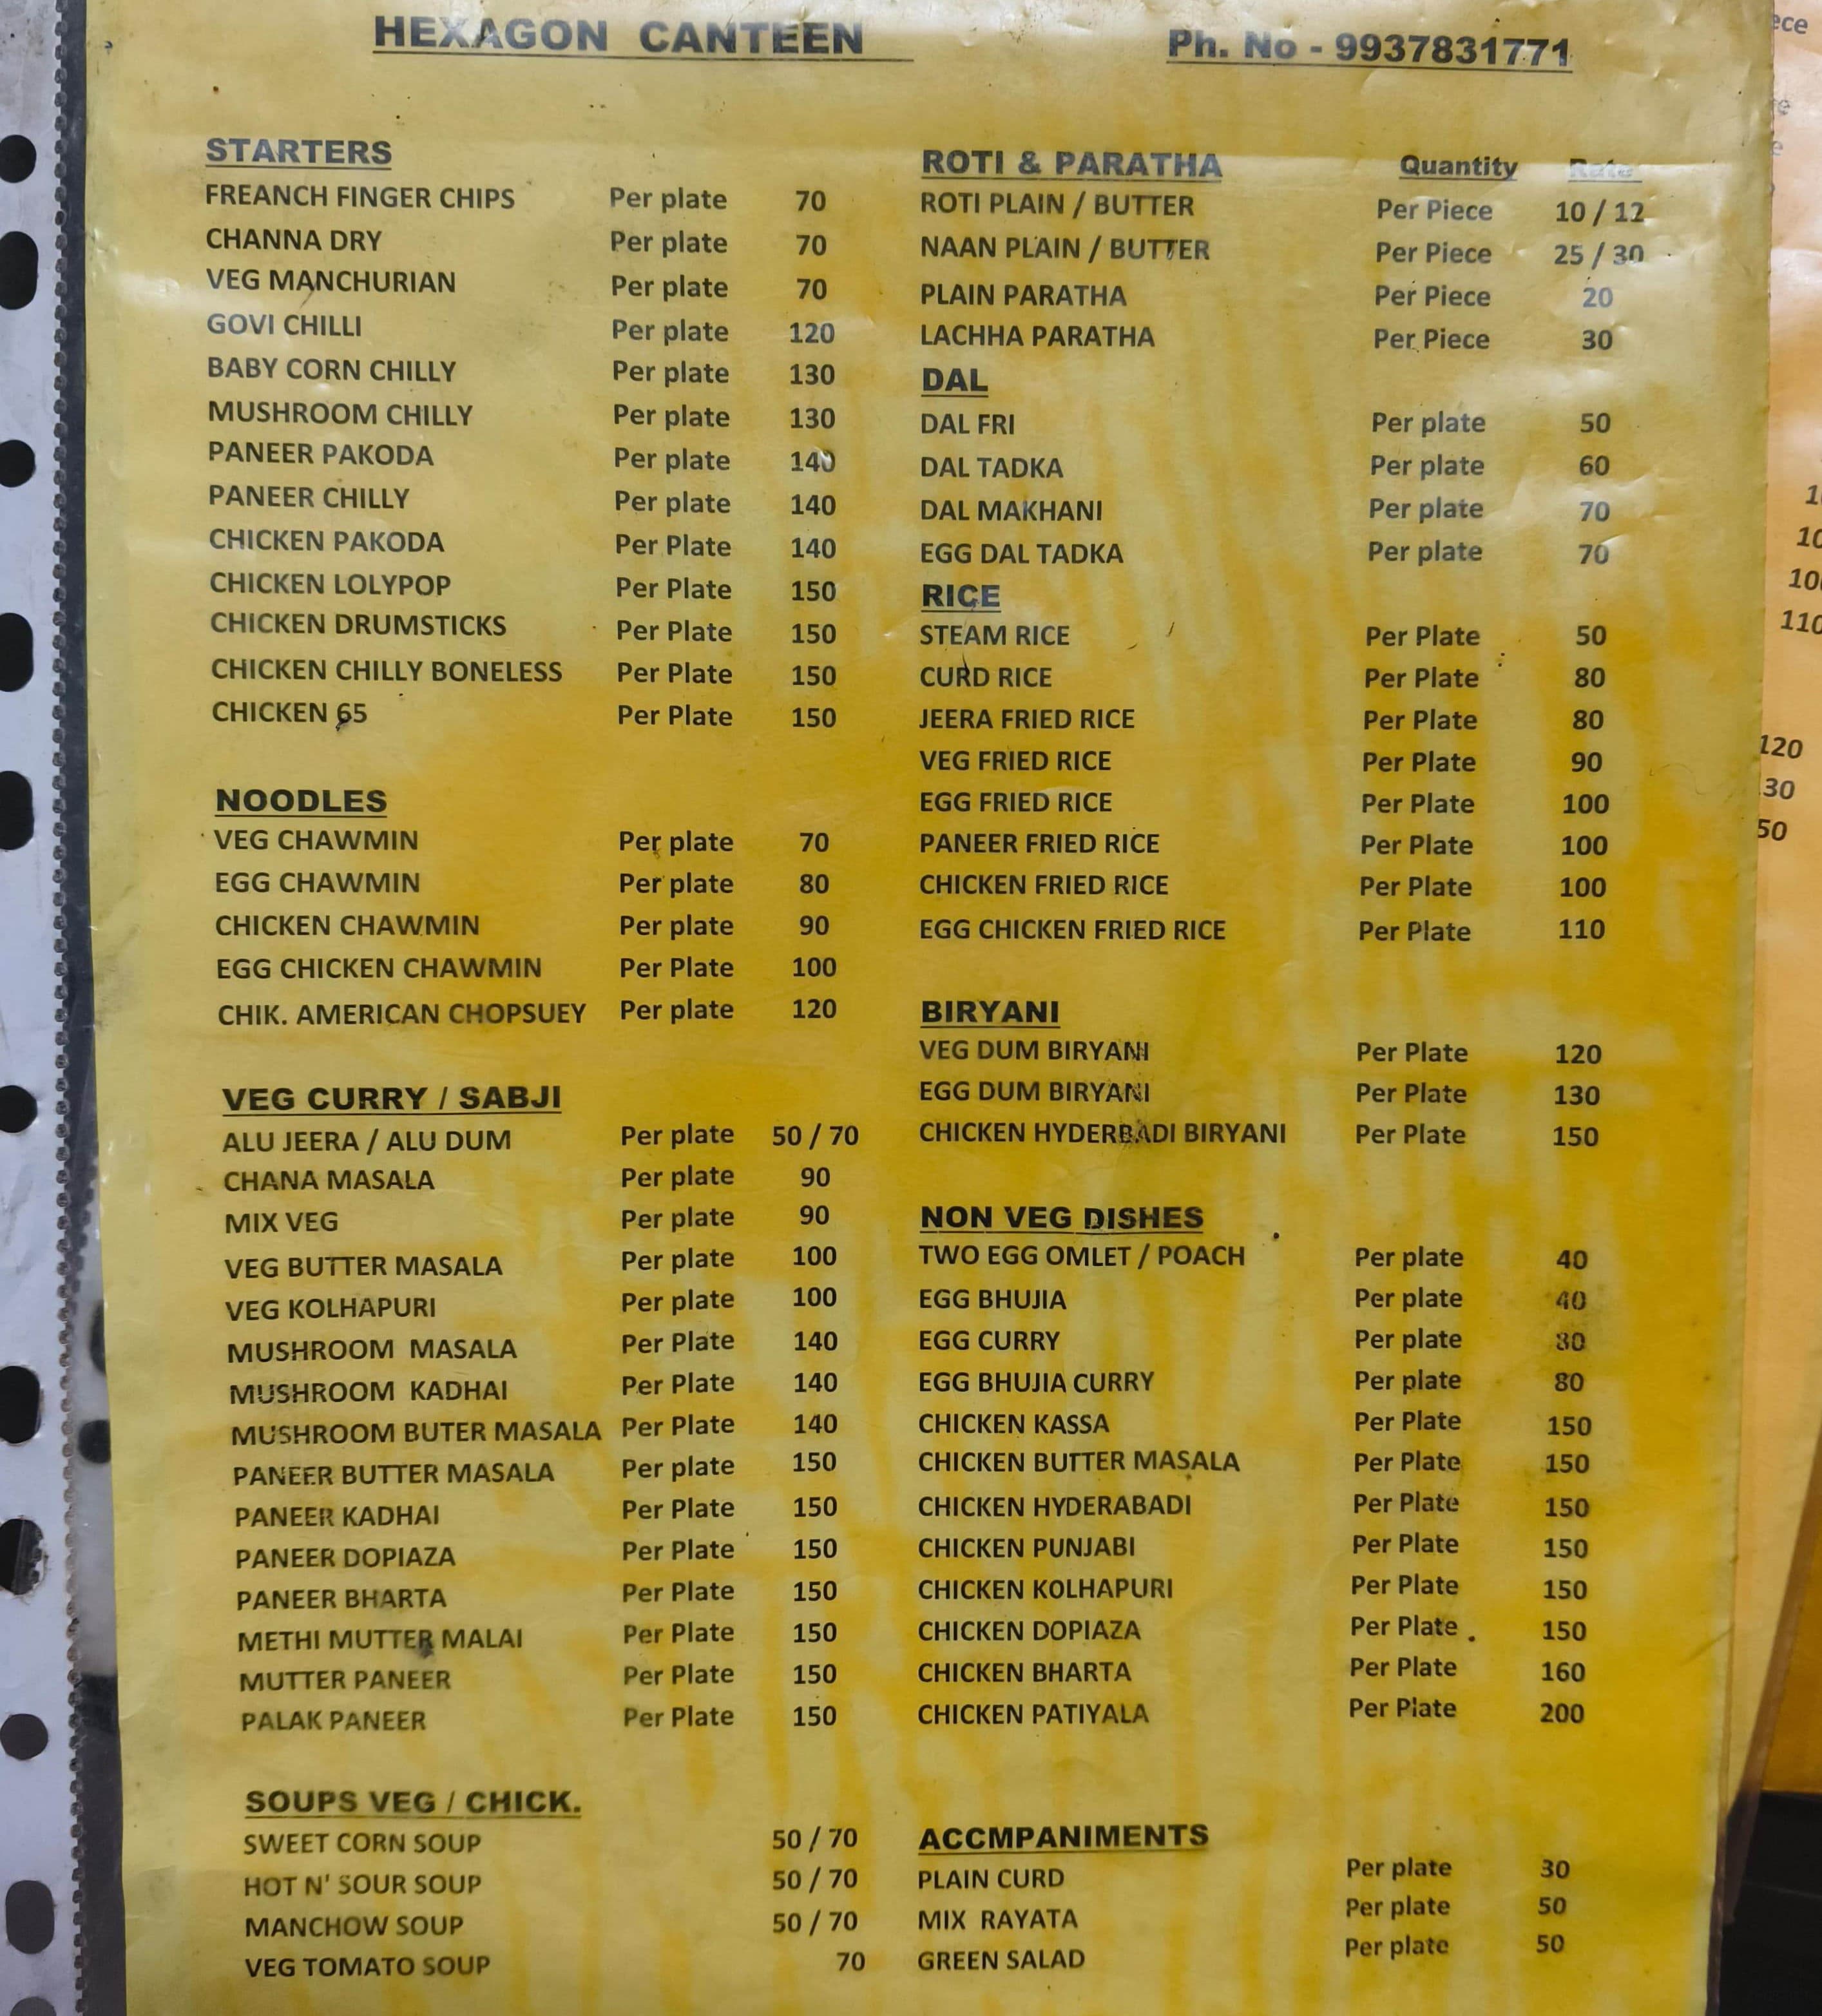 HEXAGON CANTEEN
Ph. No - 9937831771
STARTERS
FREANCH FINGER CHIPS Per plate 70
CHANNA DRY Per plate 70
VEG MANCHURIAN Per plate 70
GOVI CHILLI Per plate 120
BABY CORN CHILLY Per plate 130
MUSHROOM CHILLY Per plate 130
PANEER PAKODA Per plate 140
PANEER CHILLY Per plate 140
CHICKEN PAKODA Per Plate 140
CHICKEN LOLYPOP Per Plate 150
CHICKEN DRUMSTICKS Per Plate 150
CHICKEN CHILLY BONELESS Per Plate 150
CHICKEN 65 Per Plate 150
NOODLES
VEG CHAWMIN Per plate 70
EGG CHAWMIN Per plate 80
CHICKEN CHAWMIN Per plate 90
EGG CHICKEN CHAWMIN Per Plate 100
CHIK. AMERICAN CHOPSUEY Per plate 120
VEG CURRY / SABJI
ALU JEERA / ALU DUM Per plate 50 / 70
CHANA MASALA Per plate 90
MIX VEG Per plate 90
VEG BUTTER MASALA Per plate 100
VEG KOLHAPURI Per plate 100
MUSHROOM MASALA Per Plate 140
MUSHROOM KADHAI Per Plate 140
MUSHROOM BUTER MASALA Per Plate 140
PANEER BUTTER MASALA Per plate 150
PANEER KADHAI Per Plate 150
PANEER DOPIAZA Per Plate 150
PANEER BHARTA Per Plate 150
METHI MUTTER MALAI Per Plate 150
MUTTER PANEER Per Plate 150
PALAK PANEER Per Plate 150
SOUPS VEG / CHICK.
SWEET CORN SOUP 50 / 70
HOT N' SOUR SOUP 50 / 70
MANCHOW SOUP 50 / 70
VEG TOMATO SOUP 70
ROTI & PARATHA Quantity Rate
ROTI PLAIN / BUTTER Per Piece 10 / 12
NAAN PLAIN / BUTTER Per Piece 25 / 30
PLAIN PARATHA Per Piece 20
LACHHA PARATHA Per Piece 30
DAL
DAL FRI Per plate 50
DAL TADKA Per plate 60
DAL MAKHANI Per plate 70
EGG DAL TADKA Per plate 70
RICE
STEAM RICE Per Plate 50
CURD RICE Per Plate 80
JEERA FRIED RICE Per Plate 80
VEG FRIED RICE Per Plate 90
EGG FRIED RICE Per Plate 100
PANEER FRIED RICE Per Plate 100
CHICKEN FRIED RICE Per Plate 100
EGG CHICKEN FRIED RICE Per Plate 110
BIRYANI
VEG DUM BIRYANI Per Plate 120
EGG DUM BIRYANI Per Plate 130
CHICKEN HYDERBADI BIRYANI Per Plate 150
NON VEG DISHES
TWO EGG OMLET / POACH Per plate 40
EGG BHUJIA Per plate 40
EGG CURRY Per plate 80
EGG BHUJIA CURRY Per plate 80
CHICKEN KASSA Per Plate 150
CHICKEN BUTTER MASALA Per Plate 150
CHICKEN HYDERABADI Per Plate 150
CHICKEN PUNJABI Per Plate 150
CHICKEN KOLHAPURI Per Plate 150
CHICKEN DOPIAZA Per Plate 150
CHICKEN BHARTA Per Plate 160
CHICKEN PATIYALA Per Plate 200
ACCMPANIMENTS
PLAIN CURD Per plate 30
MIX RAYATA Per plate 50
GREEN SALAD Per plate 50
110
120